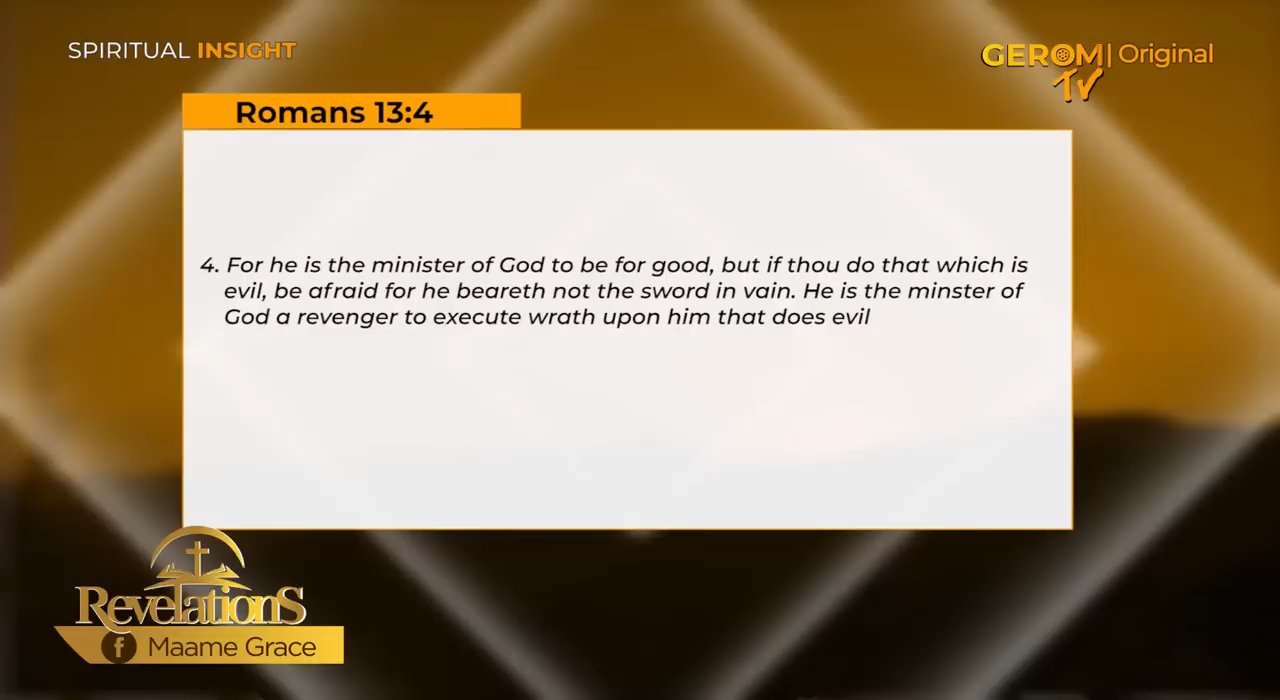 SPIRITUAL INSIGHT
GEROM TV | Original
Romans 13:4
4. For he is the minister of God to be for good, but if thou do that which is
evil, be afraid for he beareth not the sword in vain. He is the minster of
God a revenger to execute wrath upon him that does evil
RevelationS
f Maame Grace